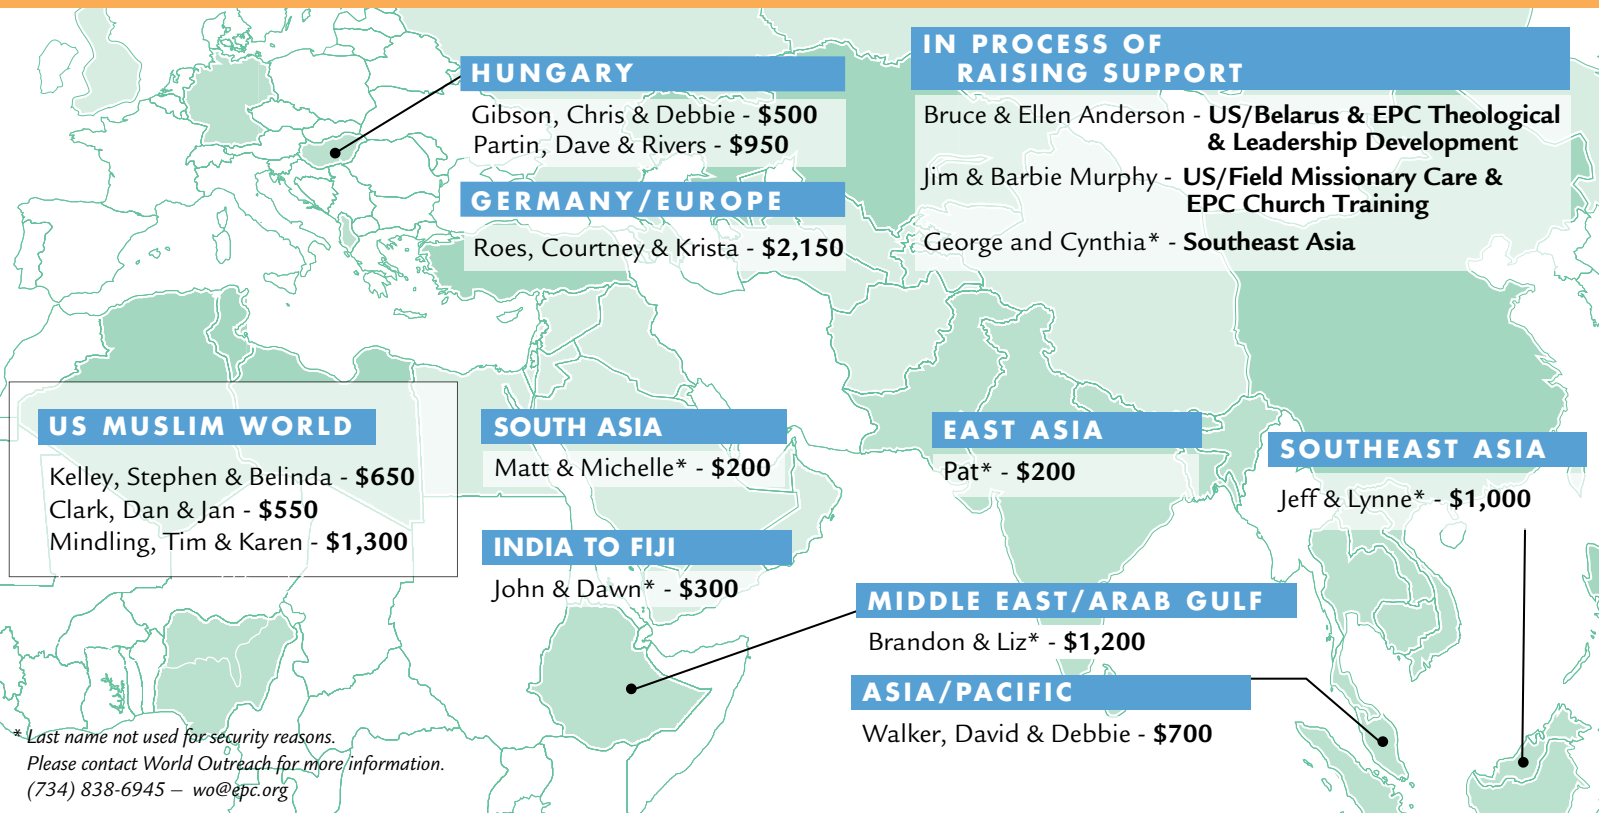 HUNGARY
Gibson, Chris & Debbie - $500
Partin, Dave & Rivers - $950
GERMANY/EUROPE
Roes, Courtney & Krista - $2,150
IN PROCESS OF
RAISING SUPPORT
Bruce & Ellen Anderson - US/Belarus & EPC Theological
& Leadership Development
Jim & Barbie Murphy - US/Field Missionary Care &
EPC Church Training
George and Cynthia* - Southeast Asia
US MUSLIM WORLD
Kelley, Stephen & Belinda - $650
Clark, Dan & Jan - $550
Mindling, Tim & Karen - $1,300
SOUTH ASIA
Matt & Michelle* - $200
INDIA TO FIJI
John & Dawn* - $300
EAST ASIA
Pat* - $200
SOUTHEAST ASIA
Jeff & Lynne* - $1,000
MIDDLE EAST/ARAB GULF
Brandon & Liz* - $1,200
ASIA/PACIFIC
Walker, David & Debbie - $700
* Last name not used for security reasons.
Please contact World Outreach for more information.
(734) 838-6945 – wo@epc.org